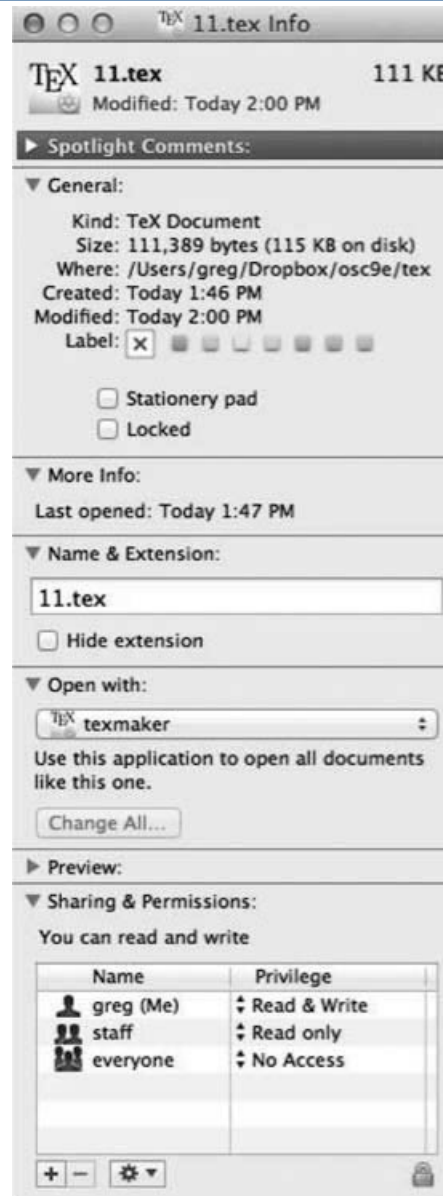 TEX 11.tex Info
TEX 11.tex 111 KB
Modified: Today 2:00 PM
Spotlight Comments:
General:
Kind: TeX Document
Size: 111,389 bytes (115 KB on disk)
Where: /Users/greg/Dropbox/osc9e/tex
Created: Today 1:46 PM
Modified: Today 2:00 PM
Label:
Stationery pad
Locked
More Info:
Last opened: Today 1:47 PM
Name & Extension:
11.tex
Hide extension
Open with:
TEX texmaker
Use this application to open all documents
like this one.
Change All...
Preview:
Sharing & Permissions:
You can read and write
Name Privilege
greg (Me) Read & Write
staff Read only
everyone No Access